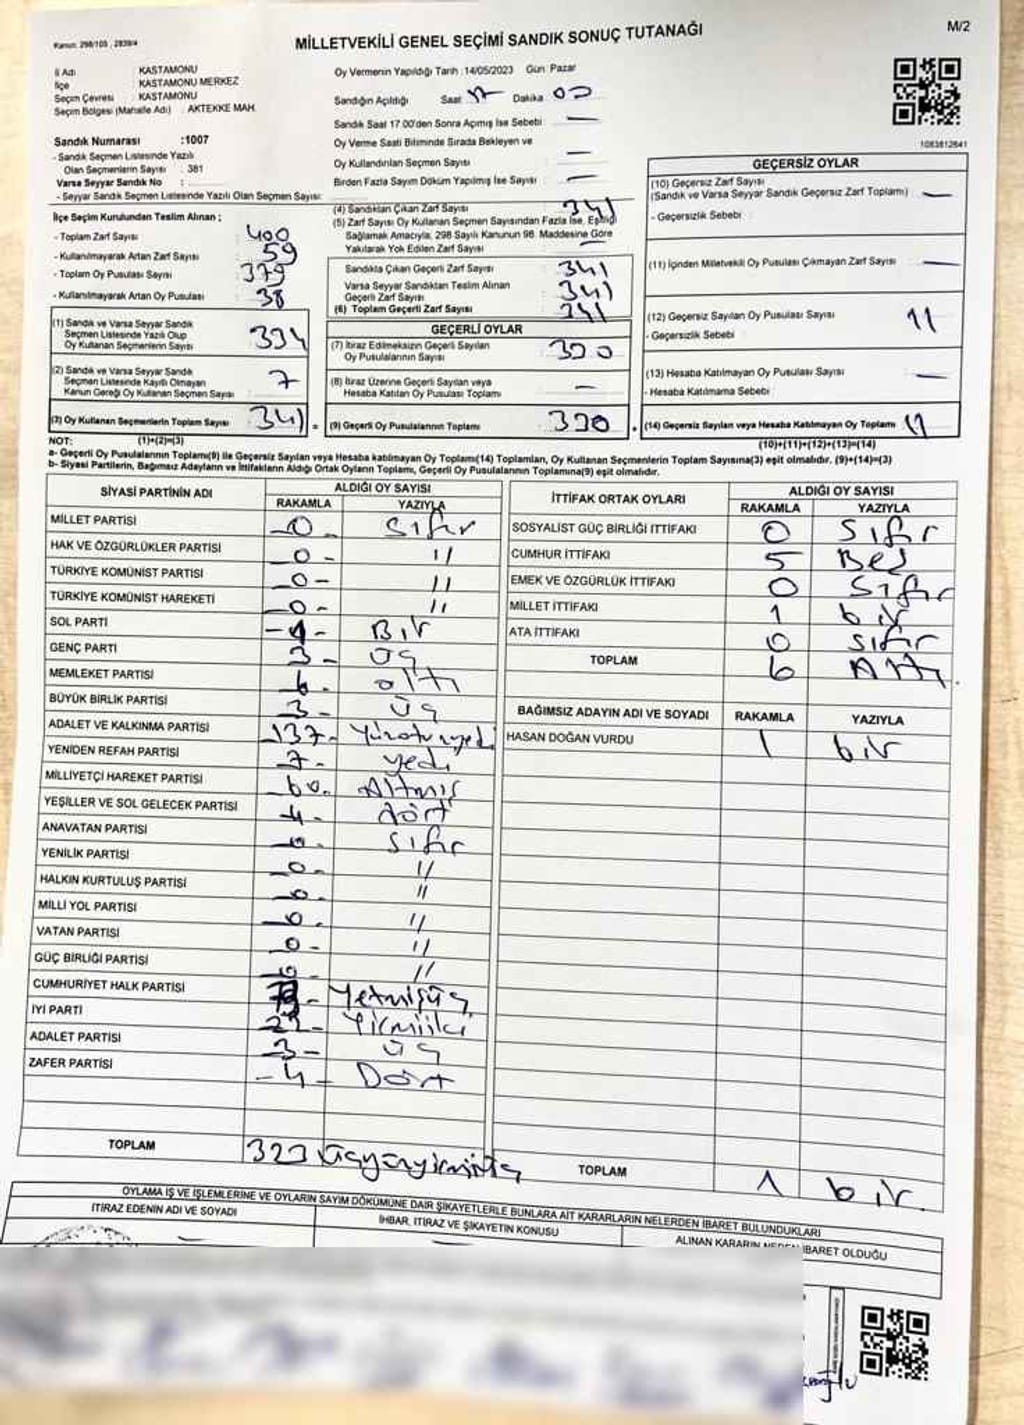 M/2
Kanun: 298/105 , 2839/4
MİLLETVEKİLİ GENEL SEÇİMİ SANDIK SONUÇ TUTANAĞI
İl Adı : KASTAMONU
İlçe : KASTAMONU MERKEZ
Seçim Çevresi : KASTAMONU
Seçim Bölgesi (Mahalle Adı) : AKTEKKE MAH.
Sandık Numarası :1007
- Sandık Seçmen Listesinde Yazılı
Olan Seçmenlerin Sayısı : 381
Varsa Seyyar Sandık No :
- Seyyar Sandık Seçmen Listesinde Yazılı Olan Seçmen Sayısı:
Oy Vermenin Yapıldığı Tarih :14/05/2023 Gün: Pazar
Sandığın Açıldığı Saat 17 Dakika 00
Sandık Saat 17.00'den Sonra Açılmış İse Sebebi : —
Oy Verme Saati Bitiminde Sırada Bekleyen ve
Oy Kullandırılan Seçmen Sayısı : —
Birden Fazla Sayım Döküm Yapılmış İse Sayısı : —
1083812641
İlçe Seçim Kurulundan Teslim Alınan ;
- Toplam Zarf Sayısı : 400
- Kullanılmayarak Artan Zarf Sayısı : 59
- Toplam Oy Pusulası Sayısı : 379
- Kullanılmayarak Artan Oy Pusulası : 38
(1) Sandık ve Varsa Seyyar Sandık
Seçmen Listesinde Yazılı Olup
Oy Kullanan Seçmenlerin Sayısı : 334
(2) Sandık ve Varsa Seyyar Sandık
Seçmen Listesinde Kayıtlı Olmayan
Kanun Gereği Oy Kullanan Seçmen Sayısı : 7
(3) Oy Kullanan Seçmenlerin Toplam Sayısı : 341
(4) Sandıktan Çıkan Zarf Sayısı : 341
(5) Zarf Sayısı Oy Kullanan Seçmen Sayısından Fazla İse, Eşitliği
Sağlamak Amacıyla, 298 Sayılı Kanunun 98. Maddesine Göre
Yakılarak Yok Edilen Zarf Sayısı : —
Sandıkta Çıkan Geçerli Zarf Sayısı : 341
Varsa Seyyar Sandıktan Teslim Alınan
Geçerli Zarf Sayısı : 341
(6) Toplam Geçerli Zarf Sayısı : 341
GEÇERLİ OYLAR
(7) İtiraz Edilmeksizin Geçerli Sayılan
Oy Pusulalarının Sayısı : 330
(8) İtiraz Üzerine Geçerli Sayılan veya
Hesaba Katılan Oy Pusulası Toplamı : —
(9) Geçerli Oy Pusulalarının Toplamı : 330
GEÇERSİZ OYLAR
(10) Geçersiz Zarf Sayısı
(Sandık ve Varsa Seyyar Sandık Geçersiz Zarf Toplamı) : —
- Geçersizlik Sebebi :
(11) İçinden Milletvekili Oy Pusulası Çıkmayan Zarf Sayısı : —
(12) Geçersiz Sayılan Oy Pusulası Sayısı : 11
- Geçersizlik Sebebi :
(13) Hesaba Katılmayan Oy Pusulası Sayısı : —
- Hesaba Katılmama Sebebi :
(14) Geçersiz Sayılan veya Hesaba Katılmayan Oy Toplamı : 11
NOT: (1)+(2)=(3) (10)+(11)+(12)+(13)=(14)
a- Geçerli Oy Pusulasının Toplamı(9) ile Geçersiz Sayılan veya Hesaba katılmayan Oy Toplamı(14) Toplamları, Oy Kullanan Seçmenlerin Toplam Sayısına(3) eşit olmalıdır. (9)+(14)=(3)
b- Siyasi Partilerin, Bağımsız Adayların ve İttifakların Aldığı Ortak Oyların Toplamı, Geçerli Oy Pusulasının Toplamına(9) eşit olmalıdır.
SİYASİ PARTİNİN ADI ALDIĞI OY SAYISI
RAKAMLA YAZIYLA
MİLLET PARTİSİ 0 Sıfır
HAK VE ÖZGÜRLÜKLER PARTİSİ 0 "
TÜRKİYE KOMÜNİST PARTİSİ 0 "
TÜRKİYE KOMÜNİST HAREKETİ 0 "
SOL PARTİ 1 Bir
GENÇ PARTİ 3 üç
MEMLEKET PARTİSİ 6 altı
BÜYÜK BİRLİK PARTİSİ 3 üç
ADALET VE KALKINMA PARTİSİ 137 Yüzotuzyedi
YENİDEN REFAH PARTİSİ 7 yedi
MİLLİYETÇİ HAREKET PARTİSİ 60 Altmış
YEŞİLLER VE SOL GELECEK PARTİSİ 4 dört
ANAVATAN PARTİSİ 0 Sıfır
YENİLİK PARTİSİ 0 "
HALKIN KURTULUŞ PARTİSİ 0 "
MİLLİ YOL PARTİSİ 0 "
VATAN PARTİSİ 0 "
GÜÇ BİRLİĞİ PARTİSİ 0 "
CUMHURİYET HALK PARTİSİ 73 Yetmişüç
İYİ PARTİ 22 Yirmiiki
ADALET PARTİSİ 3 üç
ZAFER PARTİSİ 4 Dört
TOPLAM 323 Üçyüzyirmiüç
İTTİFAK ORTAK OYLARI ALDIĞI OY SAYISI
RAKAMLA YAZIYLA
SOSYALİST GÜÇ BİRLİĞİ İTTİFAKI 0 Sıfır
CUMHUR İTTİFAKI 5 Beş
EMEK VE ÖZGÜRLÜK İTTİFAKI 0 Sıfır
MİLLET İTTİFAKI 1 bir
ATA İTTİFAKI 0 sıfır
TOPLAM 6 Altı
BAĞIMSIZ ADAYIN ADI VE SOYADI RAKAMLA YAZIYLA
HASAN DOĞAN VURDU 1 bir
TOPLAM 1 bir
OYLAMA İŞ VE İŞLEMLERİNE VE OYLARIN SAYIM DÖKÜMÜNE DAİR ŞİKAYETLERLE BUNLARA AİT KARARLARIN NELERDEN İBARET BULUNDUKLARI
İTİRAZ EDENİN ADI VE SOYADI
İHBAR, İTİRAZ VE ŞİKAYETİN KONUSU
ALINAN KARARIN NEDEN İBARET OLDUĞU